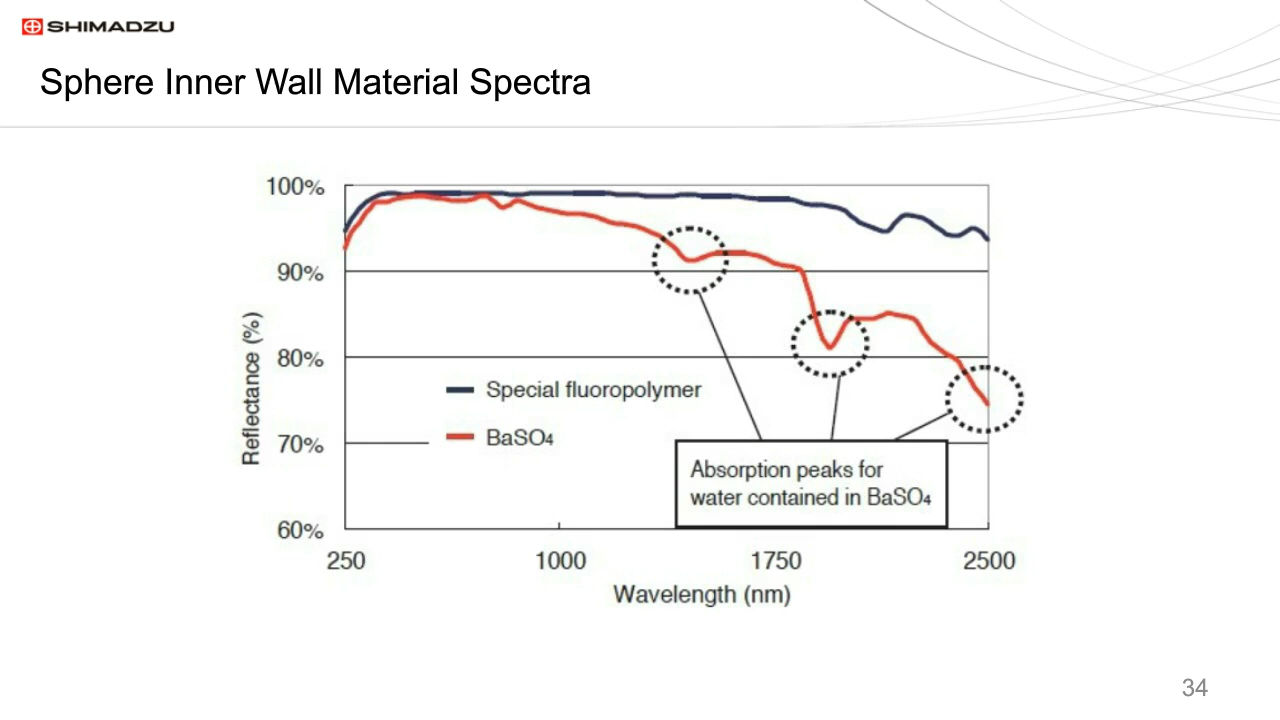 SHIMADZU
Sphere Inner Wall Material Spectra
100%
90%
80%
70%
60%
Reflectance (%)
Special fluoropolymer
BaSO₄
Absorption peaks for
water contained in BaSO₄
250 1000 1750 2500
Wavelength (nm)
34